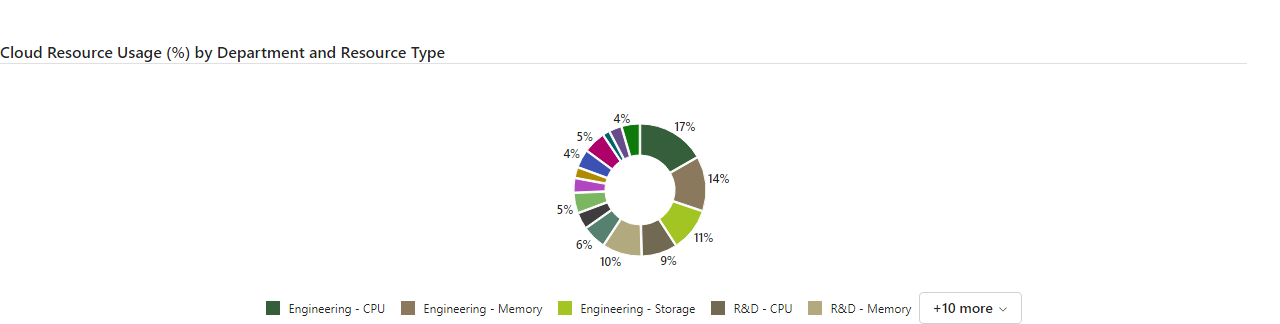 Cloud Resource Usage (%) by Department and Resource Type
4%
17%
5%
4%
14%
5%
11%
6%
10%
9%
Engineering - CPU
Engineering - Memory
Engineering - Storage
R&D - CPU
R&D - Memory
+10 more